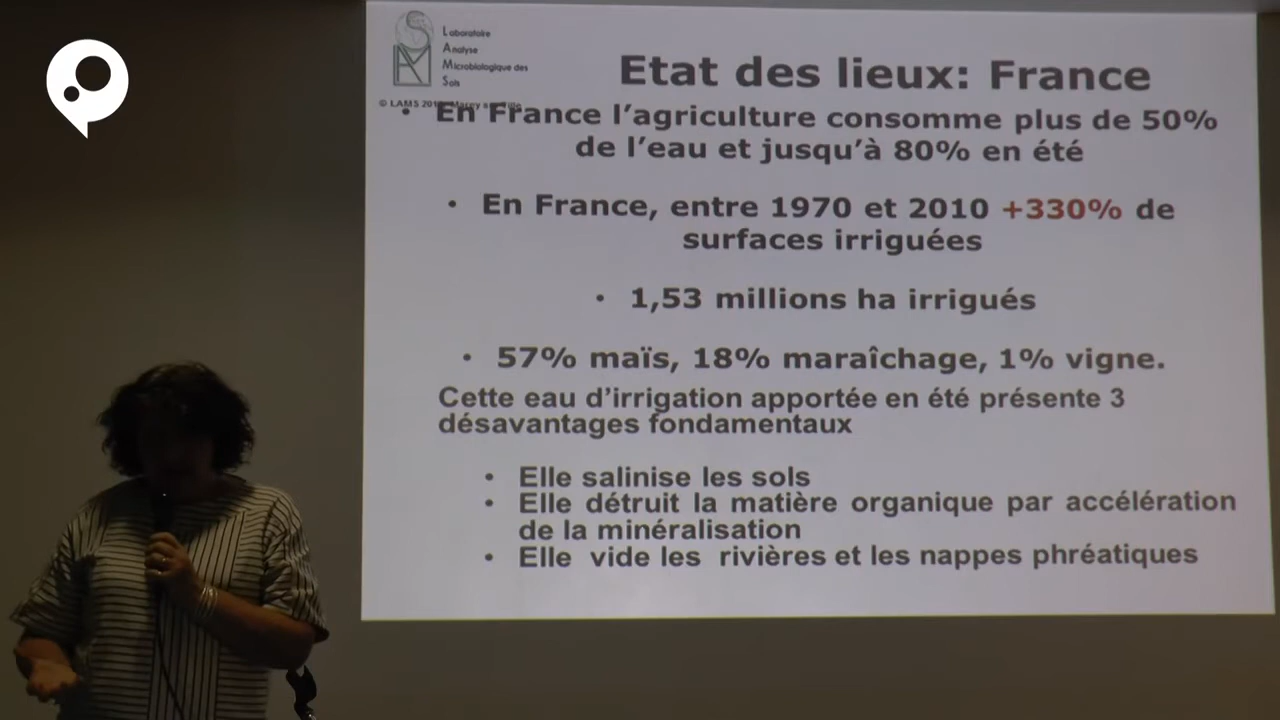 Laboratoire
Analyse
Microbiologique des
Sols
© LAMS
Etat des lieux: France
• En France l’agriculture consomme plus de 50%
de l’eau et jusqu’à 80% en été
• En France, entre 1970 et 2010 +330% de
surfaces irriguées
• 1,53 millions ha irrigués
• 57% maïs, 18% maraîchage, 1% vigne.
Cette eau d’irrigation apportée en été présente 3
désavantages fondamentaux
• Elle salinise les sols
• Elle détruit la matière organique par accélération
de la minéralisation
• Elle vide les rivières et les nappes phréatiques